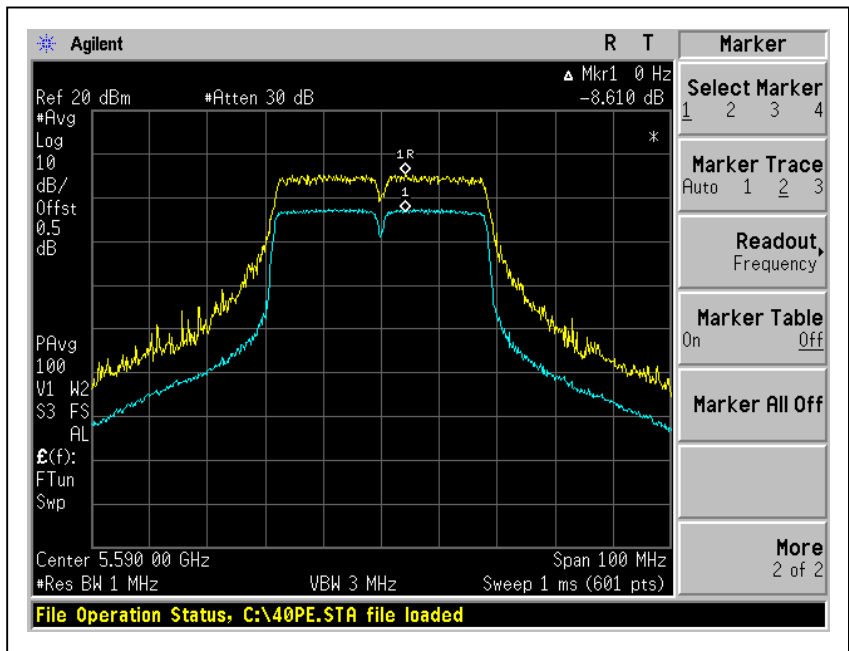 Agilent R T
Marker
▵ Mkr1 0 Hz
Ref 20 dBm #Atten 30 dB -8.610 dB
#Avg
Log
10
dB/
Offst
0.5
dB
*
1R
1
PAvg
100
V1 W2
S3 FS
AL
£(f):
FTun
Swp
Center 5.590 00 GHz Span 100 MHz
#Res BW 1 MHz VBW 3 MHz Sweep 1 ms (601 pts)
File Operation Status, C:\40PE.STA file loaded
Select Marker
1 2 3 4
Marker Trace
Auto 1 2 3
Readout
Frequency
Marker Table
On Off
Marker All Off
More
2 of 2